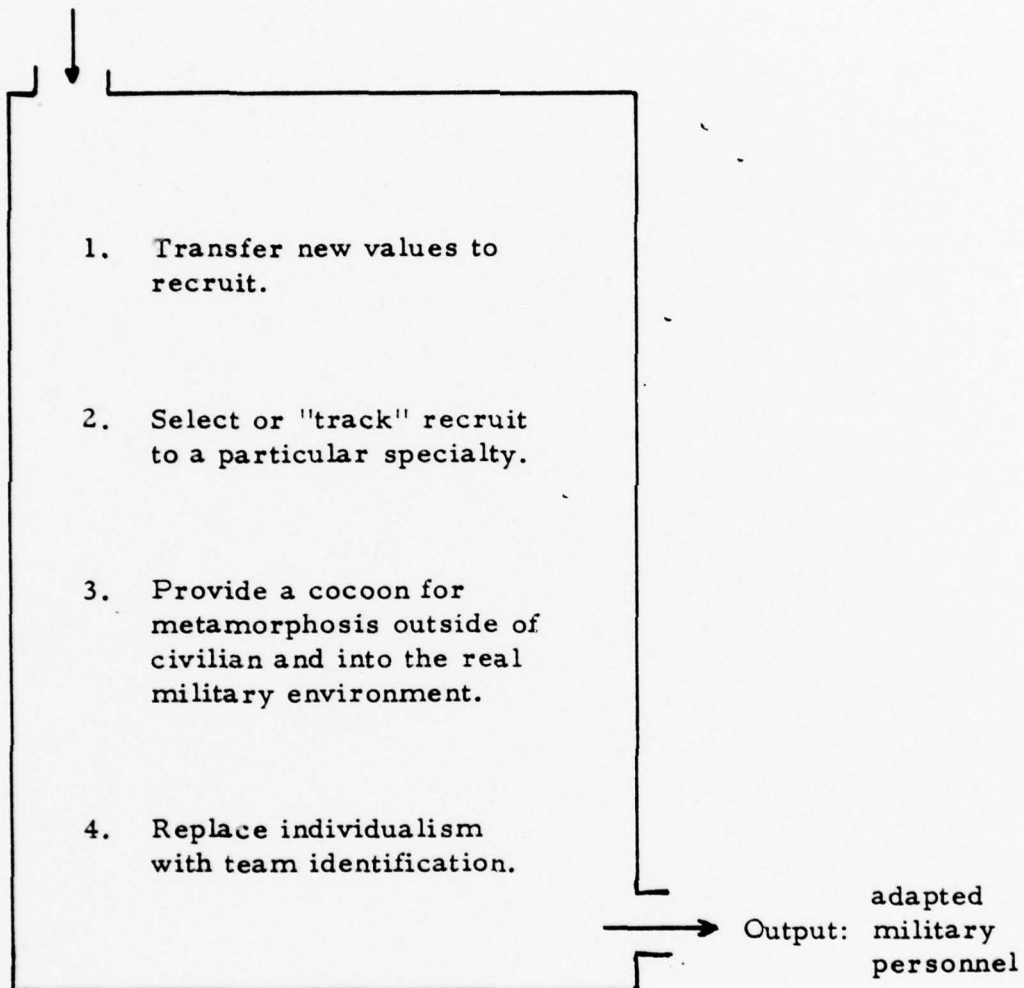 1. Transfer new values to
recruit.
2. Select or "track" recruit
to a particular specialty.
3. Provide a cocoon for
metamorphosis outside of
civilian and into the real
military environment.
4. Replace individualism
with team identification.
adapted
Output: military
personnel